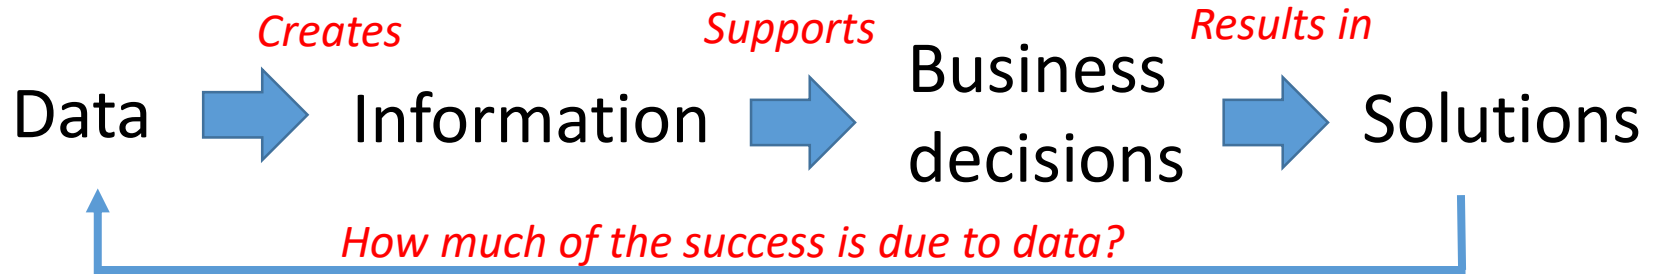 Creates
Supports
Results in
Data
Information
Business
decisions
Solutions
How much of the success is due to data?